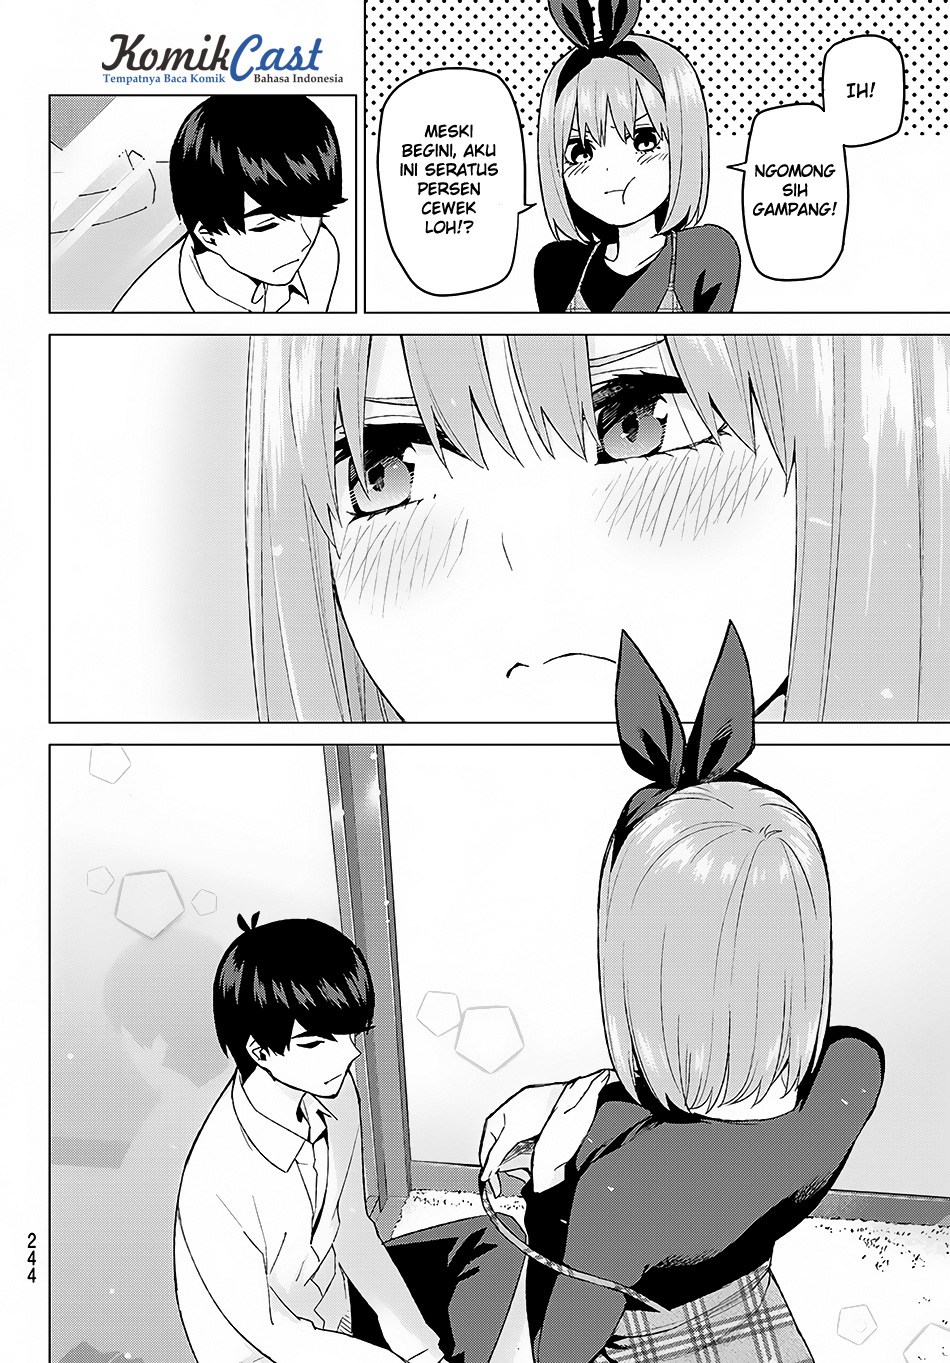 KomikCast
Tempatnya Baca Komik Bahasa Indonesia
IH!
NGOMONG
SIH
GAMPANG!
MESKI
BEGINI, AKU
INI SERATUS
PERSEN
CEWEK
LOH!?
244